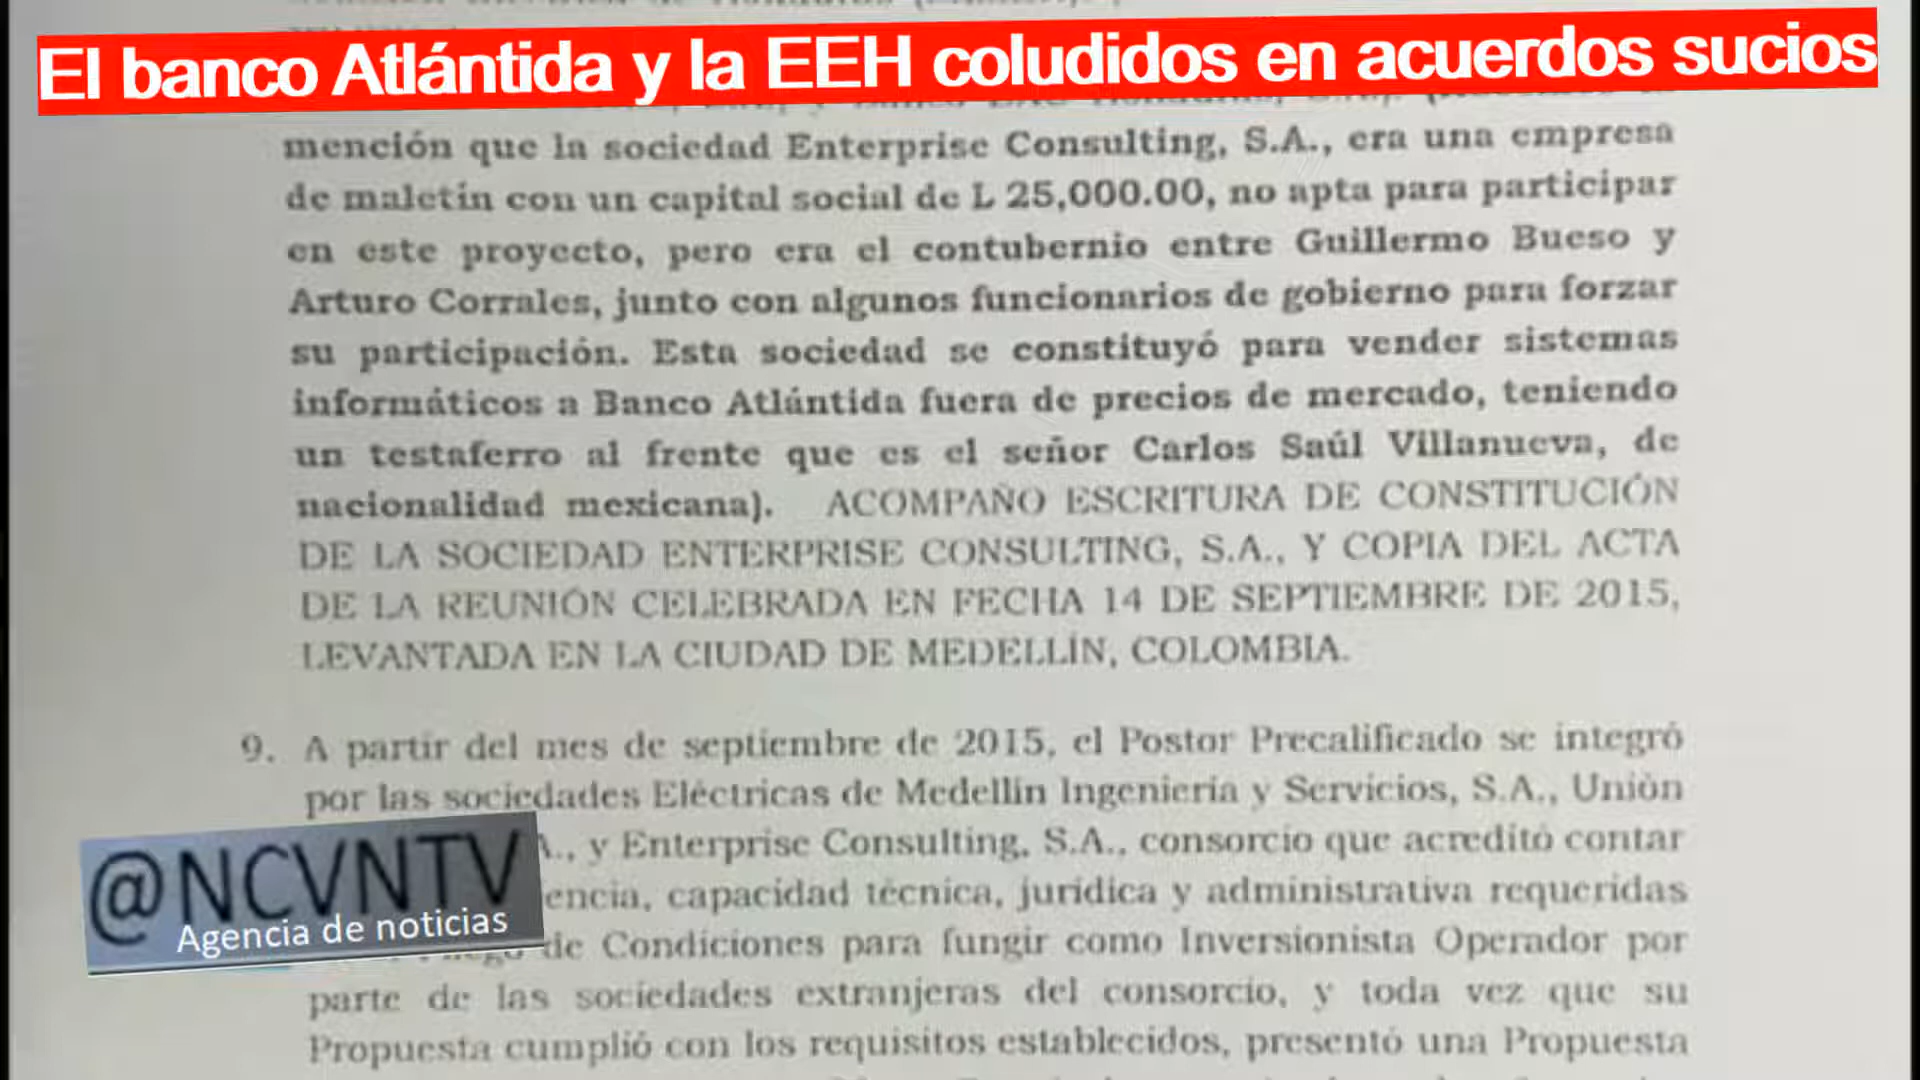 El banco Atlántida y la EEH coludidos en acuerdos sucios
mención que la sociedad Enterprise Consulting, S.A., era una empresa
de maletín con un capital social de L 25,000.00, no apta para participar
en este proyecto, pero era el contubernio entre Guillermo Bueso y
Arturo Corrales, junto con algunos funcionarios de gobierno para forzar
su participación. Esta sociedad se constituyó para vender sistemas
informáticos a Banco Atlántida fuera de precios de mercado, teniendo
un testaferro al frente que es el señor Carlos Saúl Villanueva, de
nacionalidad mexicana). ACOMPAÑO ESCRITURA DE CONSTITUCIÓN
DE LA SOCIEDAD ENTERPRISE CONSULTING, S.A., Y COPIA DEL ACTA
DE LA REUNIÓN CELEBRADA EN FECHA 14 DE SEPTIEMBRE DE 2015,
LEVANTADA EN LA CIUDAD DE MEDELLÍN, COLOMBIA.
9. A partir del mes de septiembre de 2015, el Postor Precalificado se integró
por las sociedades Eléctricas de Medellín Ingeniería y Servicios, S.A., Unión
., y Enterprise Consulting, S.A., consorcio que acreditó contar
encia, capacidad técnica, jurídica y administrativa requeridas
de Condiciones para fungir como Inversionista Operador por
parte de las sociedades extranjeras del consorcio, y toda vez que su
Propuesta cumplió con los requisitos establecidos, presentó una Propuesta
@NCVNTV
Agencia de noticias